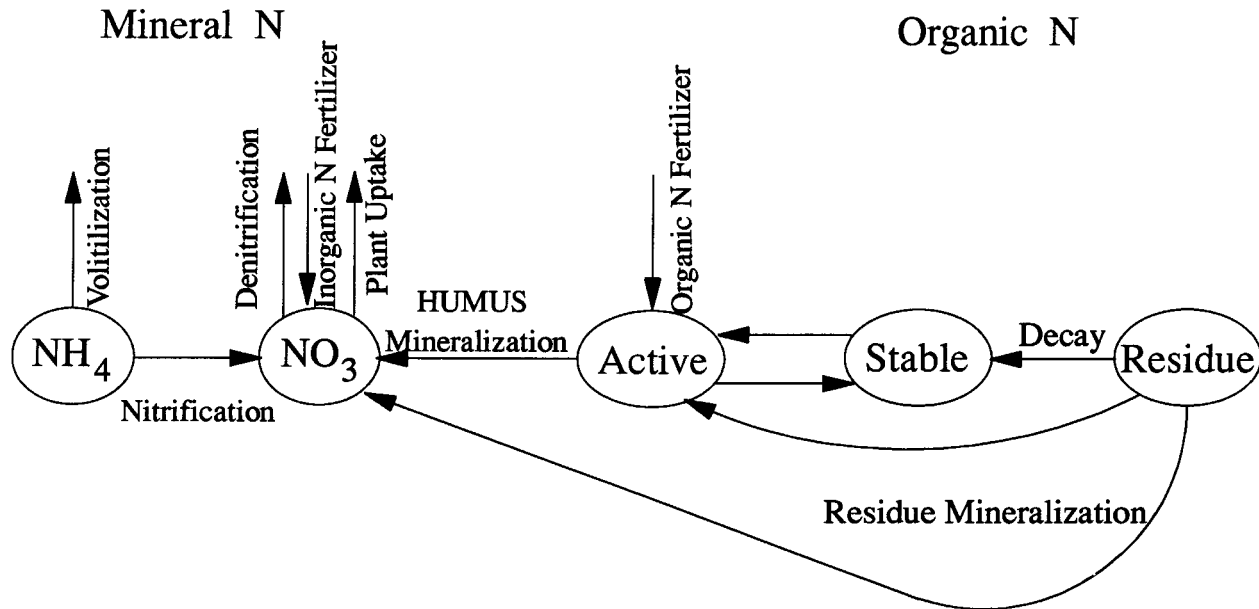 Mineral N
Organic N
Volitilization
Denitrification
Inorganic N Fertilizer
Plant Uptake
Organic N Fertilizer
HUMUS
Mineralization
NH4
NO3
Active
Stable
Decay
Residue
Nitrification
Residue Mineralization